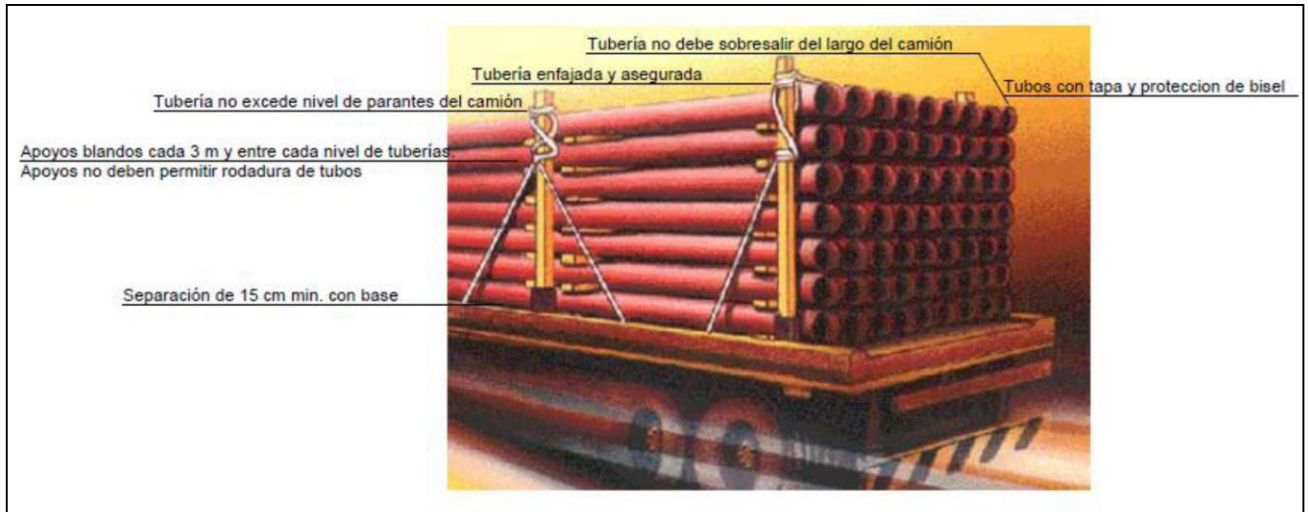 Tubería no debe sobresalir del largo del camión
Tubería enfajada y asegurada
Tubos con tapa y proteccion de bisel
Tubería no excede nivel de parantes del camión
Apoyos blandos cada 3 m y entre cada nivel de tuberías.
Apoyos no deben permitir rodadura de tubos
Separación de 15 cm min. con base